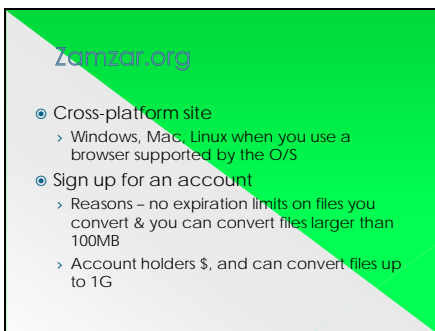 Zamzar.org
Cross-platform site
Windows, Mac, Linux when you use a
browser supported by the O/S
Sign up for an account
Reasons – no expiration limits on files you
convert & you can convert files larger than
100MB
Account holders $, and can convert files up
to 1G